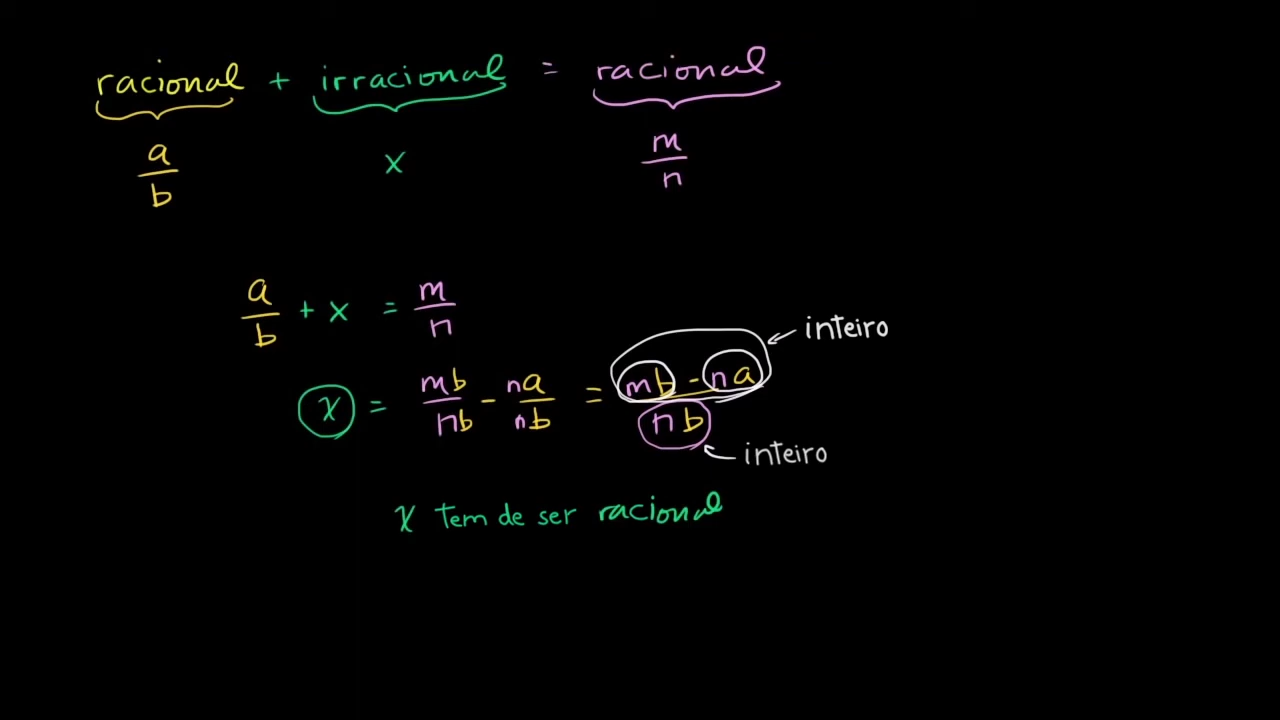 racional + irracional = racional
a/b x m/n
a/b + x = m/n
inteiro
x = mb/nb - na/nb = mb - na/nb
inteiro
x tem de ser racional